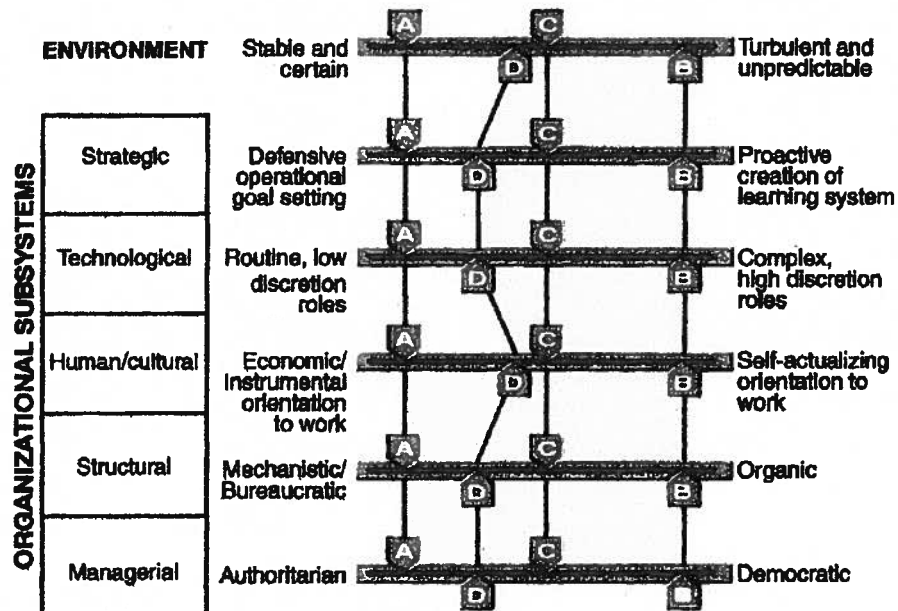 ORGANIZATIONAL SUBSYSTEMS
A C
ENVIRONMENT
Stable and
certain
D
Turbulent and
unpredictable
A C
Strategic
Defensive
operational
goal setting
B
Proactive
creation of
learning system
A C
Technological
Routine, low
discretion
roles
D B
Complex,
high discretion
roles
A C
Human/cultural
Economic/
Instrumental
orientation
to work
Self-actualizing
orientation to
work
A C
Structural
Mechanistic/
Bureaucratic
Organic
A C
Managerial
Authoritarian
Democratic